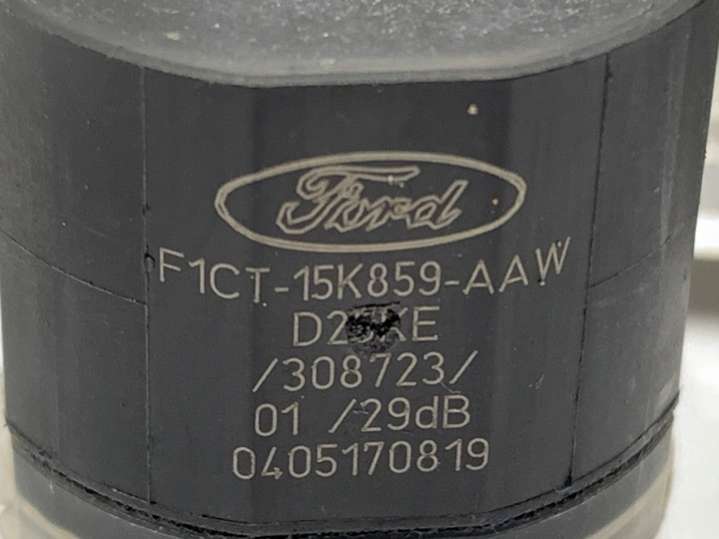 Ford
F1CT-15K859-AAW
/308723/
01 /29dB
0405170819